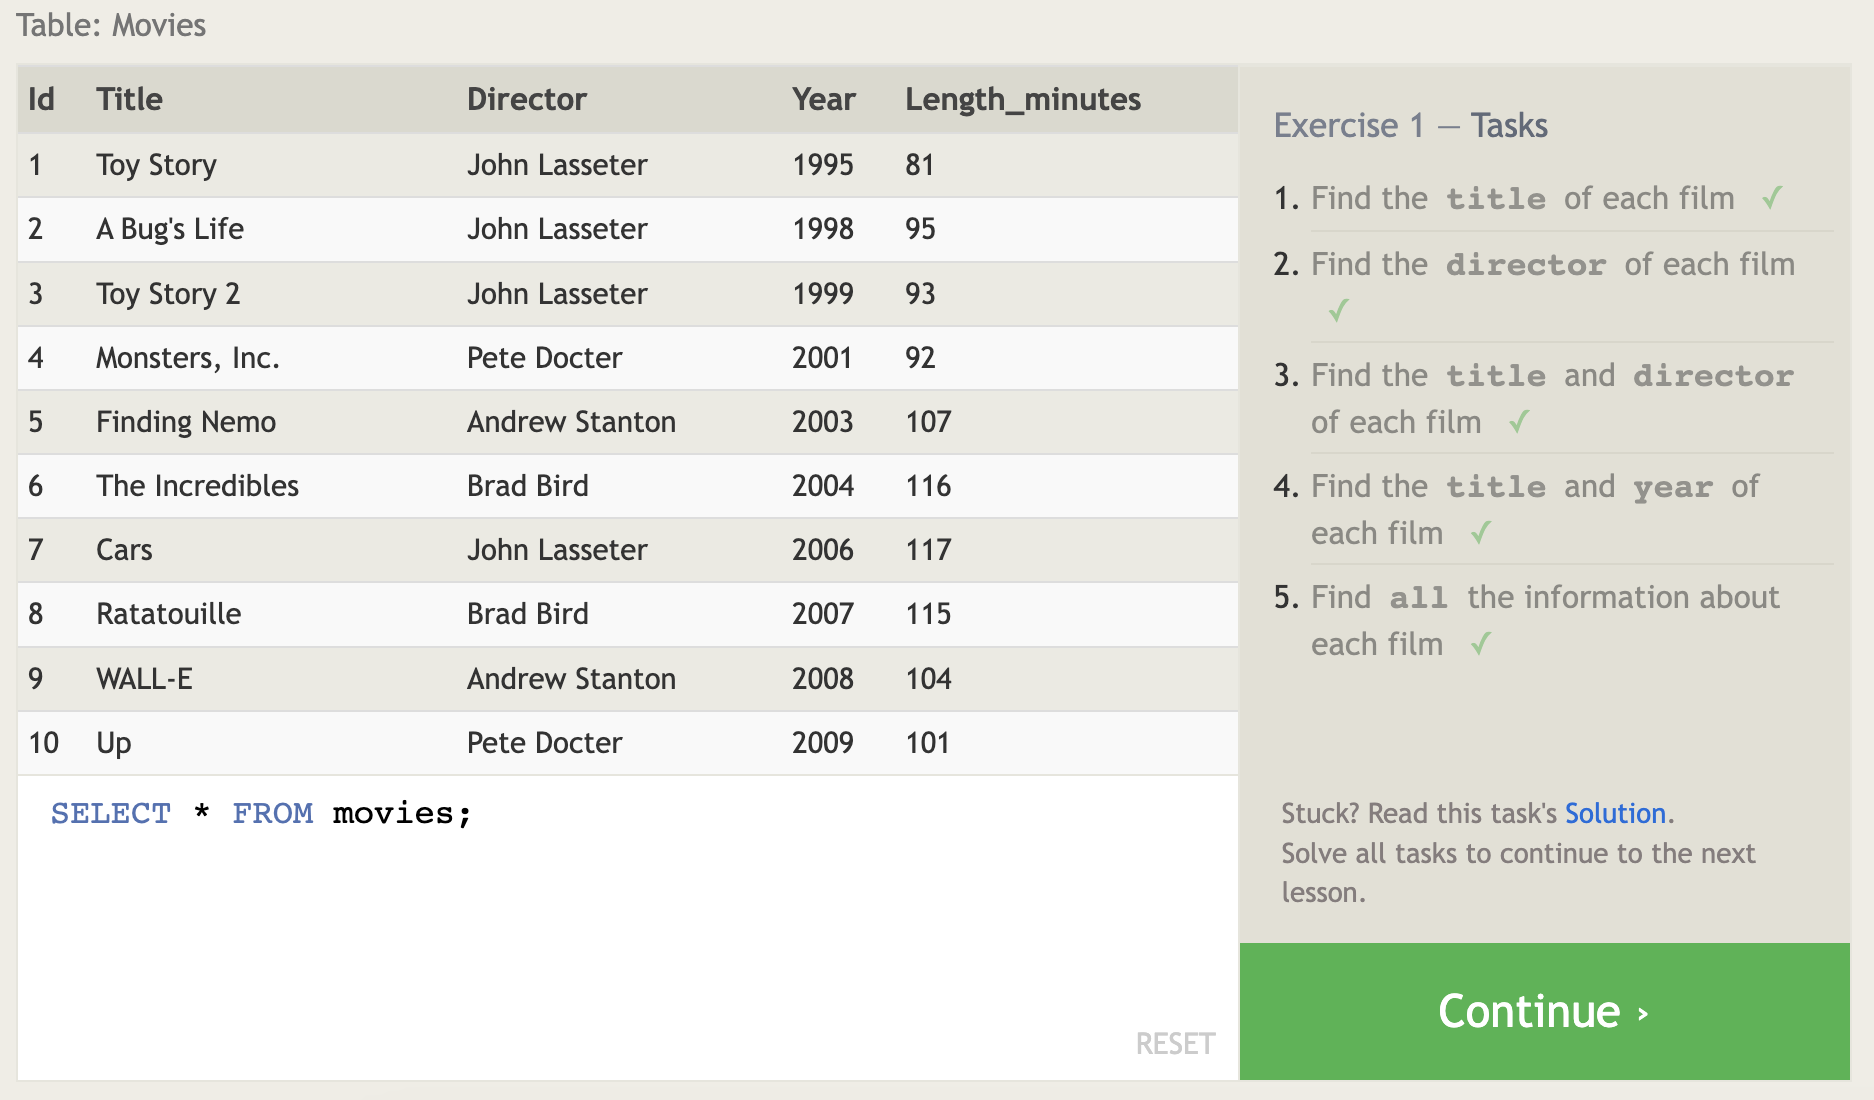 Table: Movies
Id Title Director Year Length_minutes
1 Toy Story John Lasseter 1995 81
2 A Bug's Life John Lasseter 1998 95
3 Toy Story 2 John Lasseter 1999 93
4 Monsters, Inc. Pete Docter 2001 92
5 Finding Nemo Andrew Stanton 2003 107
6 The Incredibles Brad Bird 2004 116
7 Cars John Lasseter 2006 117
8 Ratatouille Brad Bird 2007 115
9 WALL-E Andrew Stanton 2008 104
10 Up Pete Docter 2009 101
SELECT * FROM movies;
RESET
Exercise 1 — Tasks
1. Find the title of each film ✓
2. Find the director of each film
✓
3. Find the title and director
of each film ✓
4. Find the title and year of
each film ✓
5. Find all the information about
each film ✓
Stuck? Read this task's Solution.
Solve all tasks to continue to the next
lesson.
Continue ›